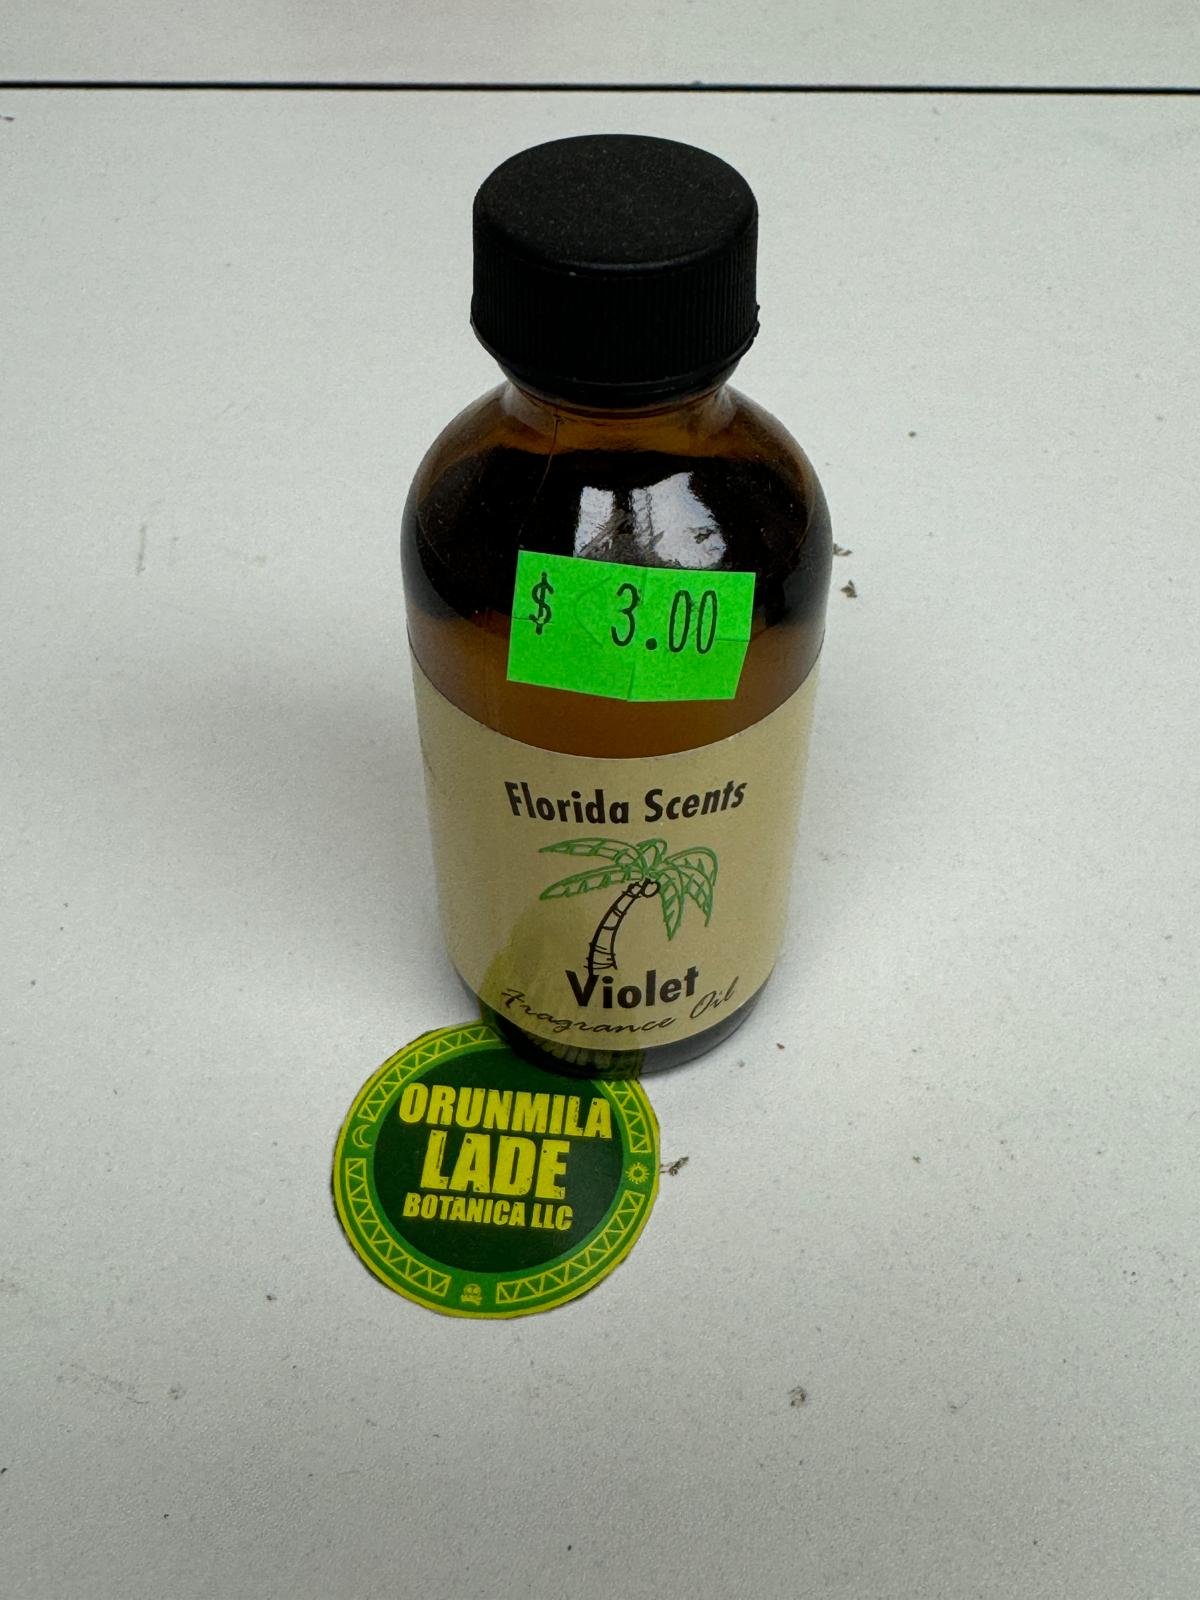 $ 3.00
Florida Scents
Violet
Fragrance Oil
ORUNMILA
LADE
BOTANICA LLC